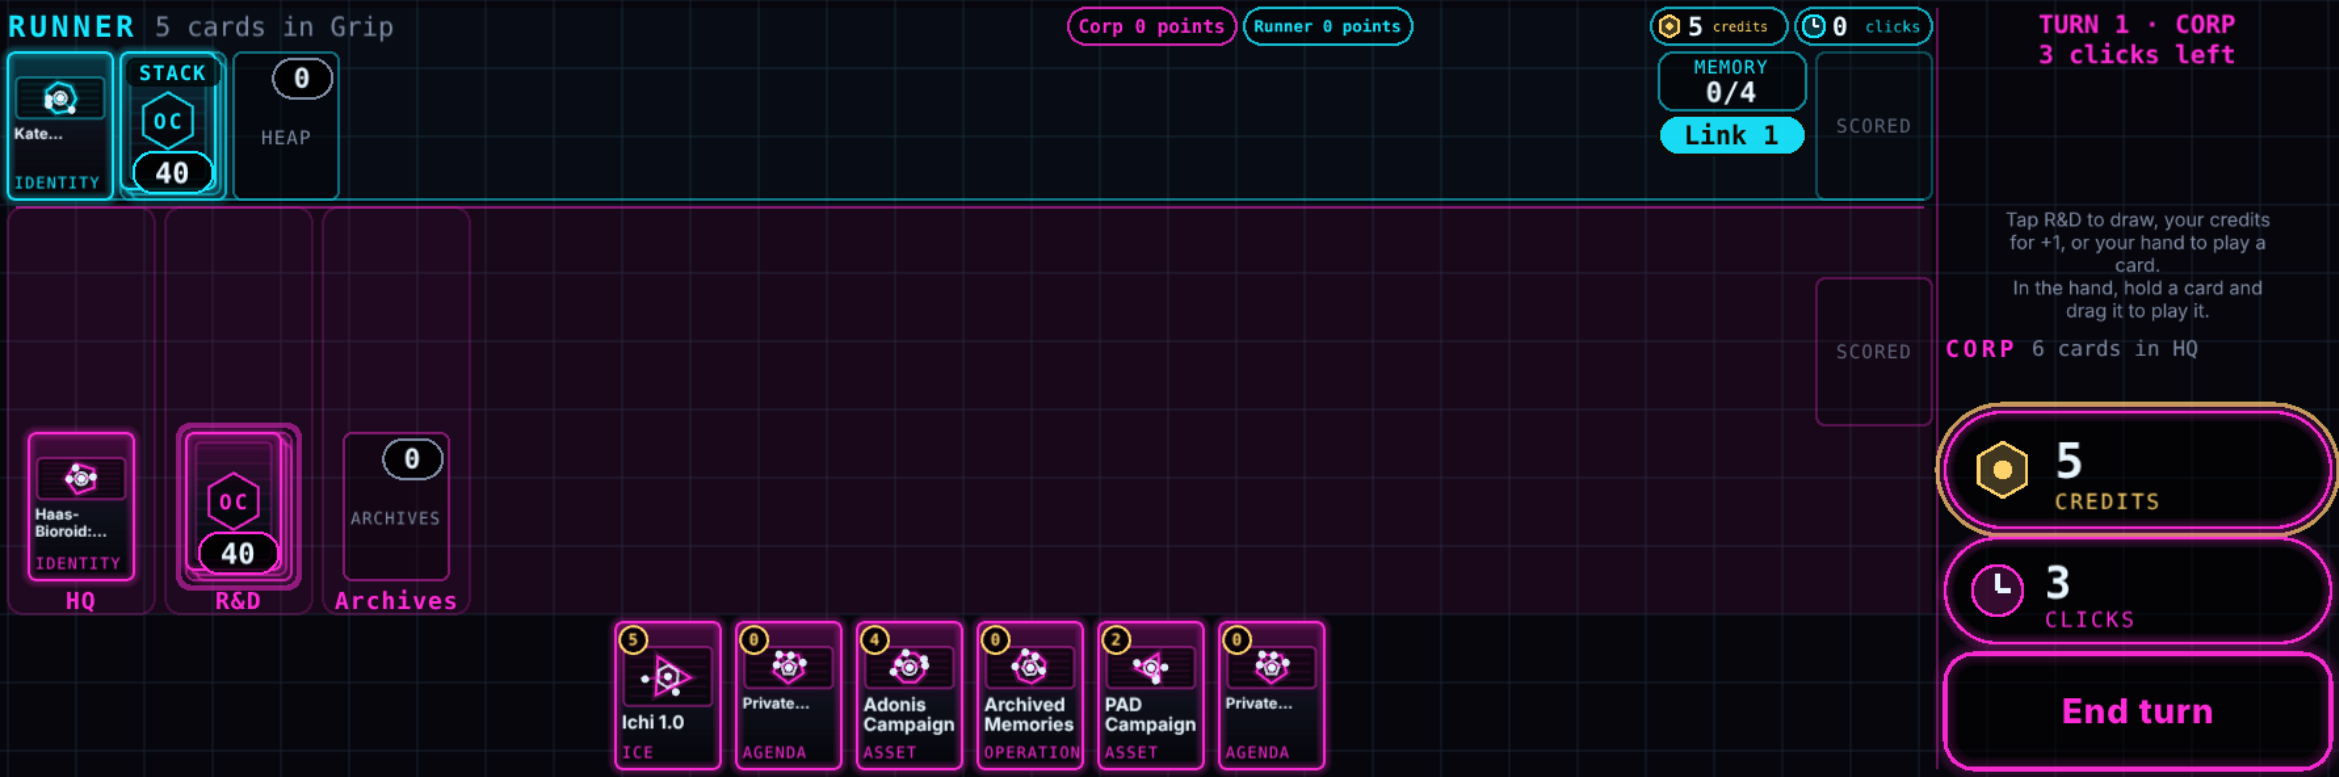 RUNNER 5 cards in Grip
Corp 0 points
Runner 0 points
5 credits
0 clicks
TURN 1 · CORP
3 clicks left
Kate...
IDENTITY
STACK
OC
40
0
HEAP
MEMORY
0/4
Link 1
SCORED
Tap R&D to draw, your credits
for +1, or your hand to play a
card.
In the hand, hold a card and
drag it to play it.
SCORED
CORP 6 cards in HQ
Haas-
Bioroid:...
IDENTITY
HQ
OC
40
R&D
0
ARCHIVES
Archives
5
CREDITS
3
CLICKS
End turn
5
Ichi 1.0
ICE
0
Private...
AGENDA
4
Adonis
Campaign
ASSET
0
Archived
Memories
OPERATION
2
PAD
Campaign
ASSET
0
Private...
AGENDA